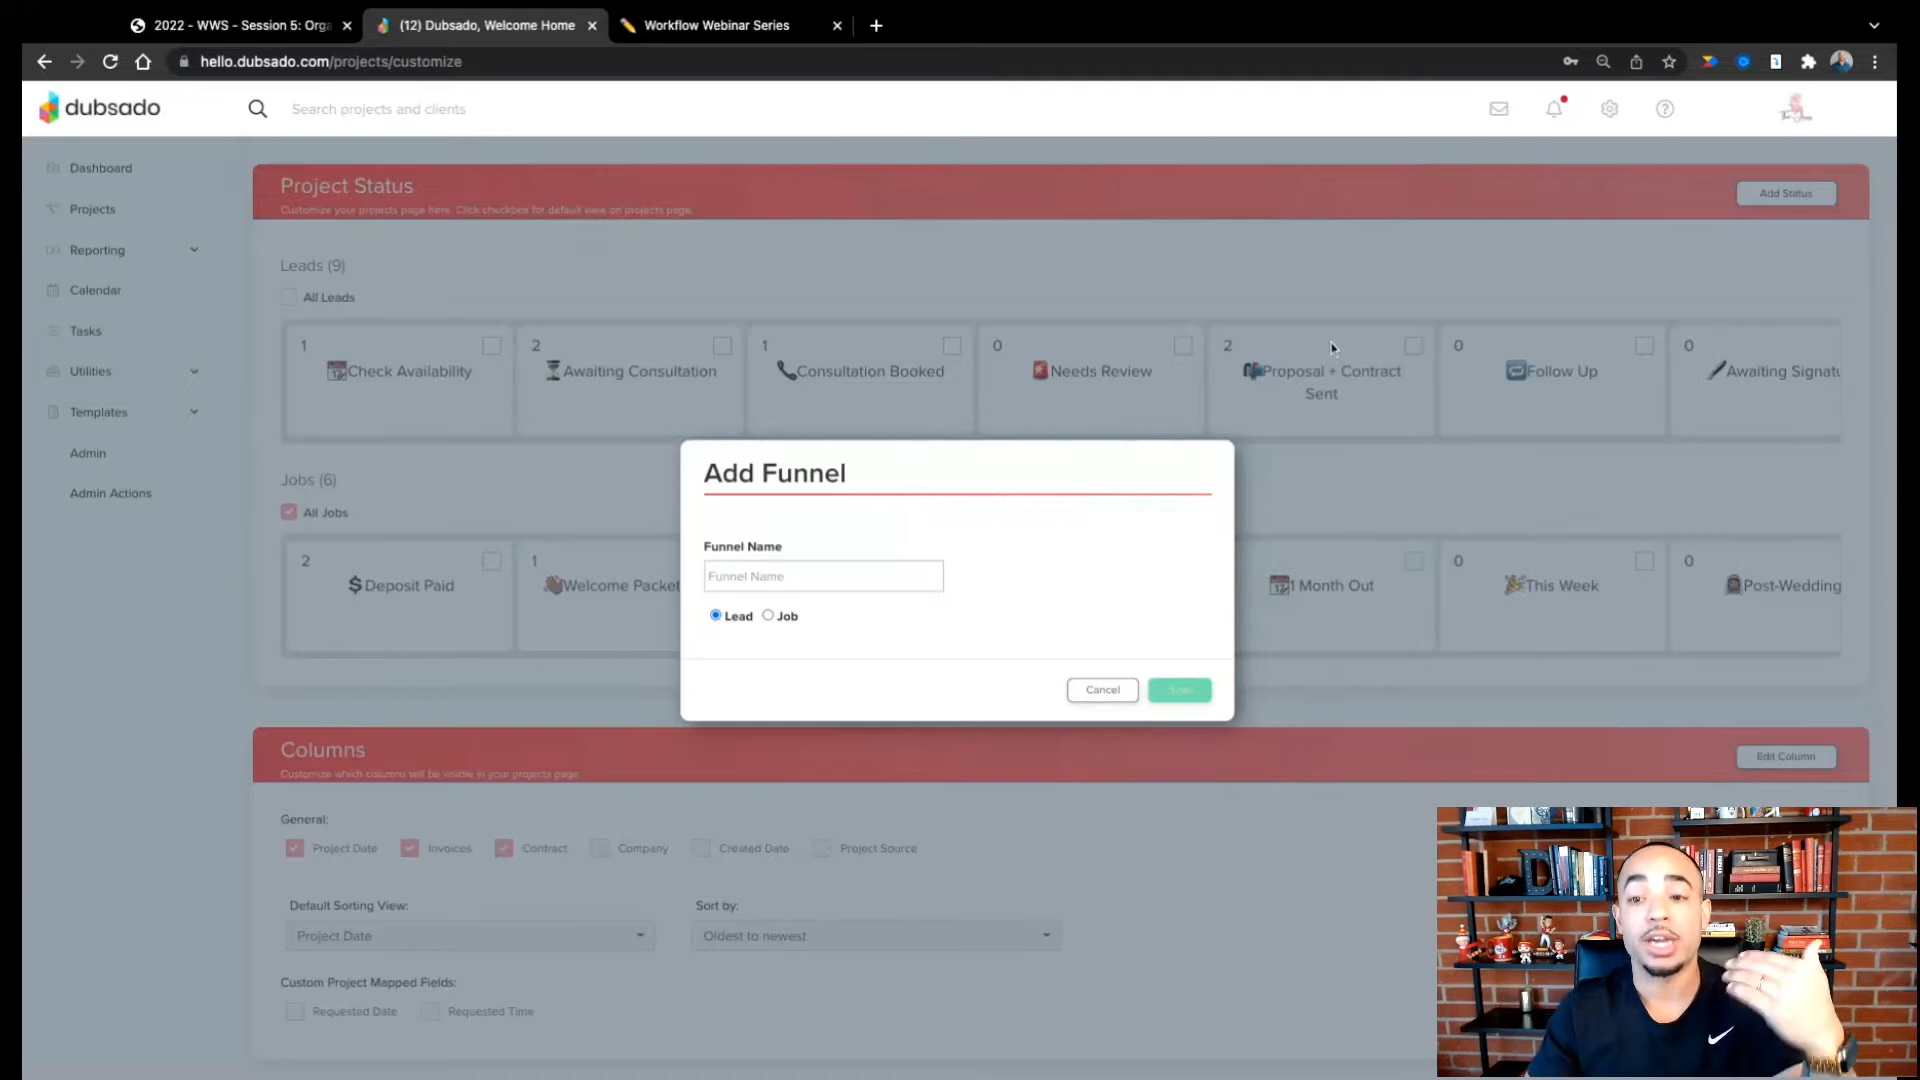 2022 - WWS - Session 5: Orga
(12) Dubsado, Welcome Home
Workflow Webinar Series
hello.dubsado.com/projects/customize
dubsado
Search projects and clients
Dashboard
Projects
Reporting
Calendar
Tasks
Utilities
Templates
Admin
Admin Actions
Project Status
Customize your projects page here. Click checkbox for default view on projects page.
Add Status
Leads (9)
All Leads
1
Check Availability
2
Awaiting Consultation
1
Consultation Booked
0
Needs Review
2
Proposal + Contract
Sent
0
Follow Up
0
Awaiting Signatu
Jobs (6)
All Jobs
2
$ Deposit Paid
1
Welcome Packet
1 Month Out
0
This Week
0
Post-Wedding
Add Funnel
Funnel Name
Funnel Name
Lead
Job
Cancel
Save
Columns
Customize which columns will be visible in your projects page.
Edit Column
General:
Project Date
Invoices
Contract
Company
Created Date
Project Source
Default Sorting View:
Sort by:
Project Date
Oldest to newest
Custom Project Mapped Fields:
Requested Date
Requested Time
D